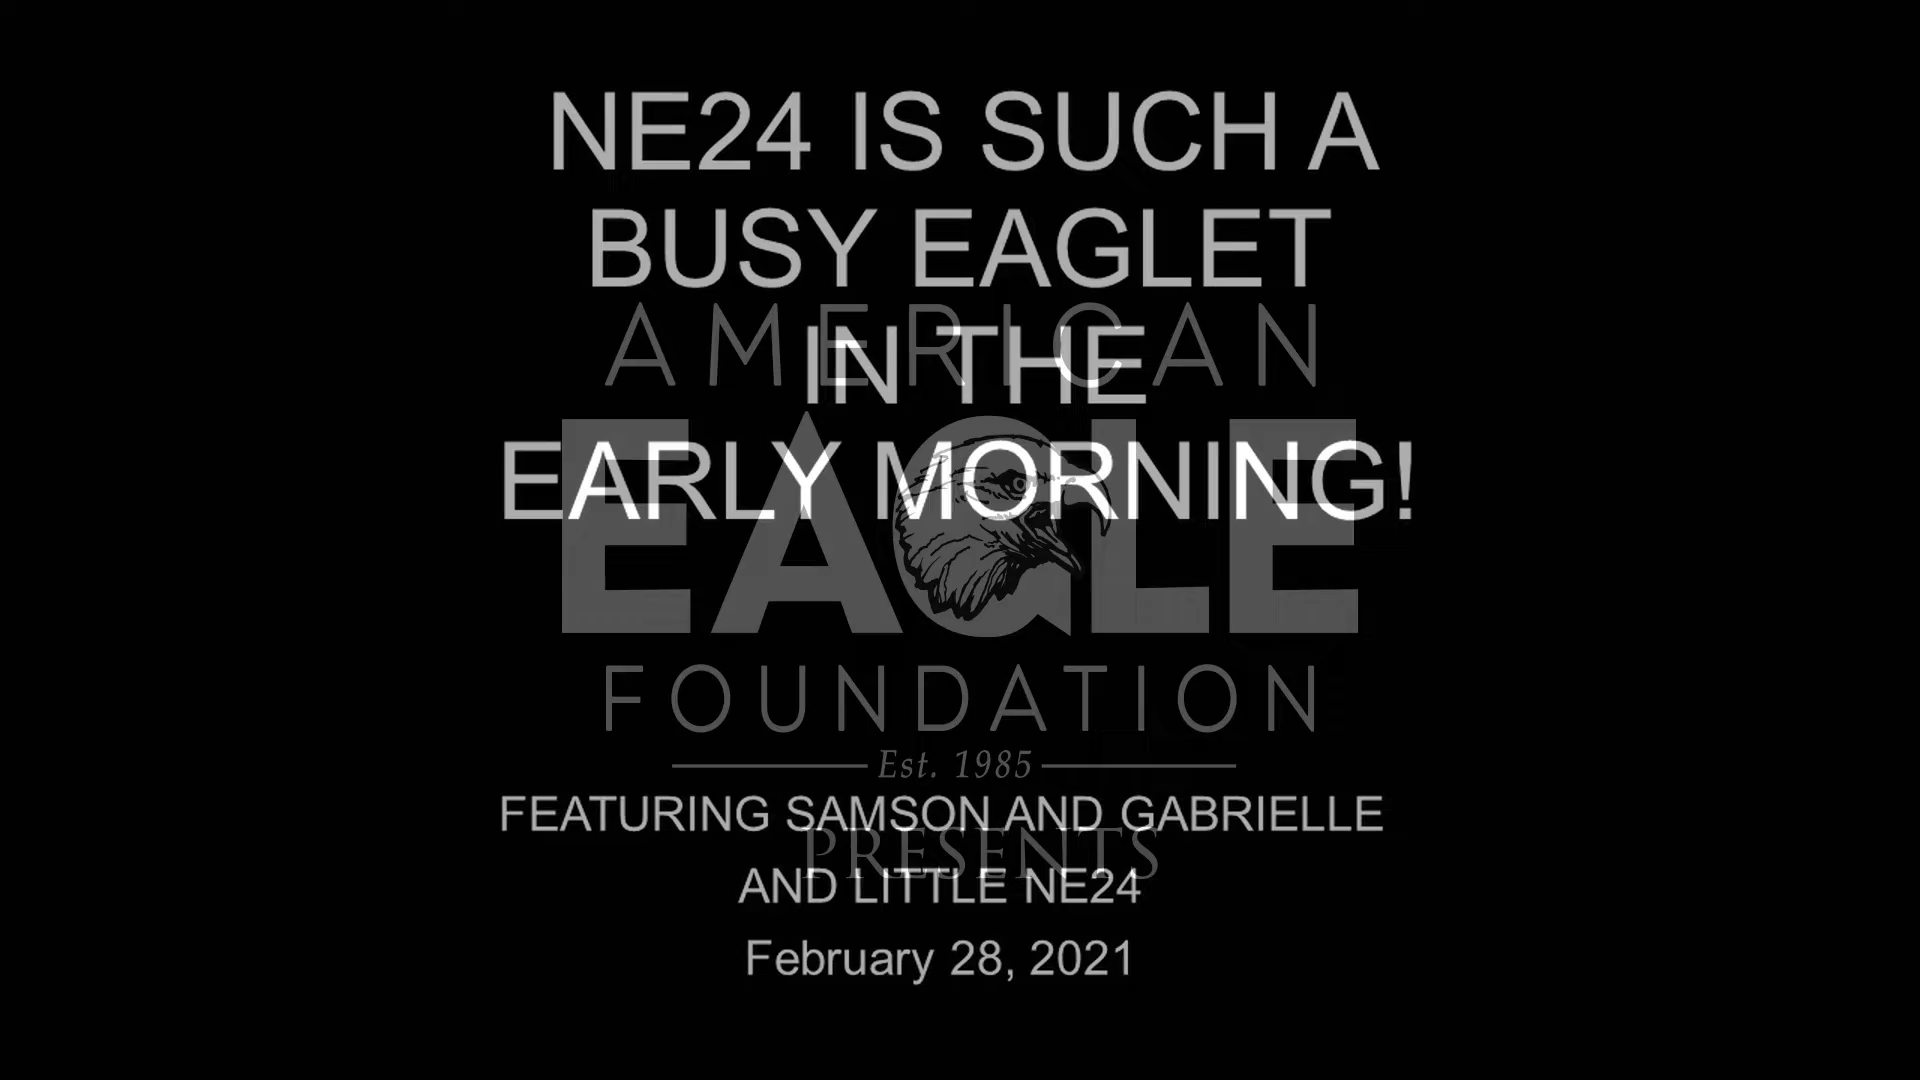 NE24 IS SUCH A
BUSY EAGLET
AMERICAN
IN THE
EARLY MORNING!
EAGLE
FOUNDATION
Est. 1985
FEATURING SAMSON AND GABRIELLE
PRESENTS
AND LITTLE NE24
February 28, 2021